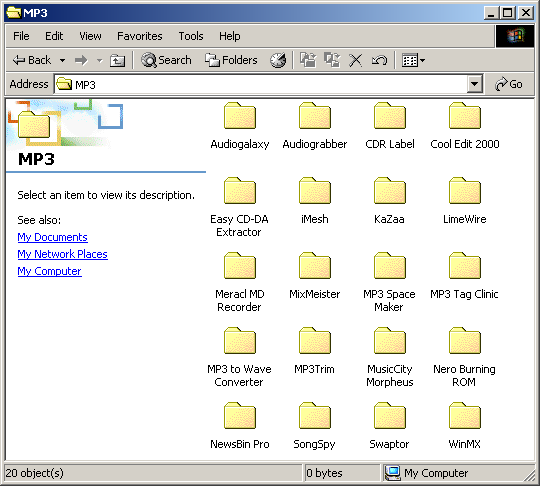 MP3
File Edit View Favorites Tools Help
Back Search Folders
Address MP3 Go
MP3
Select an item to view its description.
See also:
My Documents
My Network Places
My Computer
Audiogalaxy Audiograbber CDR Label Cool Edit 2000
Easy CD-DA Extractor iMesh KaZaa LimeWire
Meracl MD Recorder MixMeister MP3 Space Maker MP3 Tag Clinic
MP3 to Wave Converter MP3Trim MusicCity Morpheus Nero Burning ROM
NewsBin Pro SongSpy Swaptor WinMX
20 object(s) 0 bytes My Computer